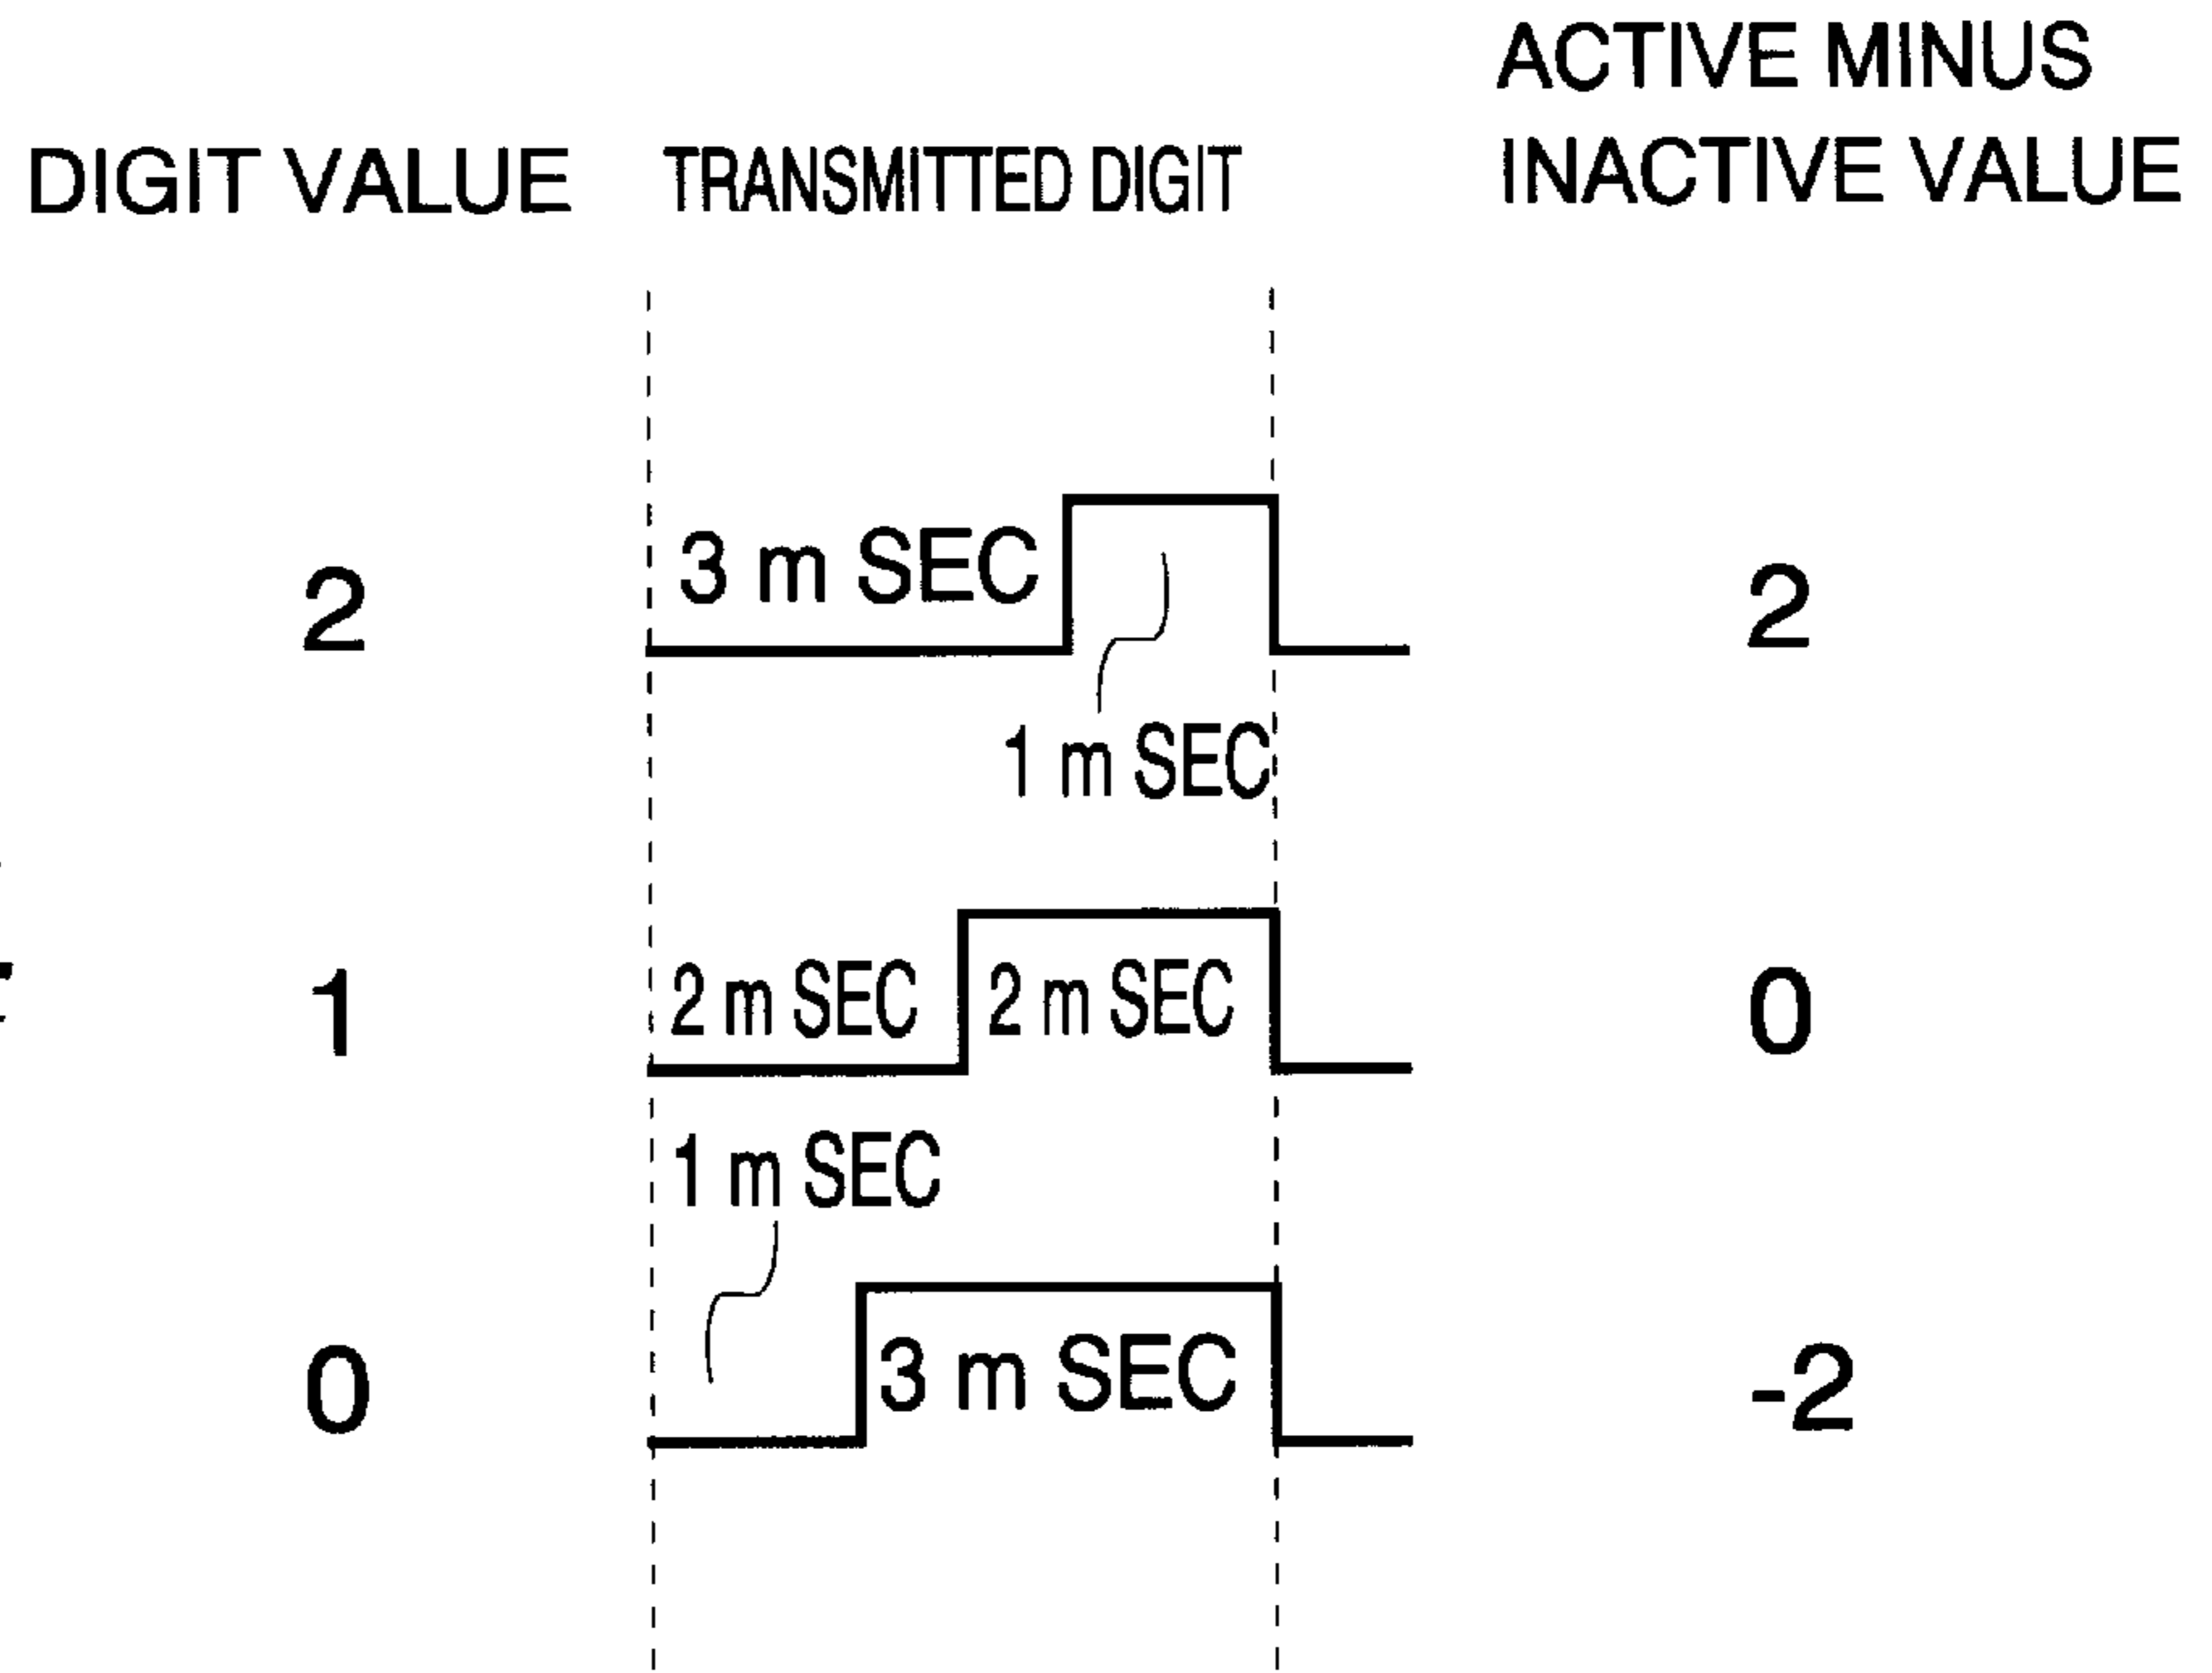 ACTIVE MINUS
DIGIT VALUE TRANSMITTED DIGIT INACTIVE VALUE
2 3 m SEC 2
1 m SEC
1 2 m SEC 2 m SEC 0
1 m SEC
0 3 m SEC -2